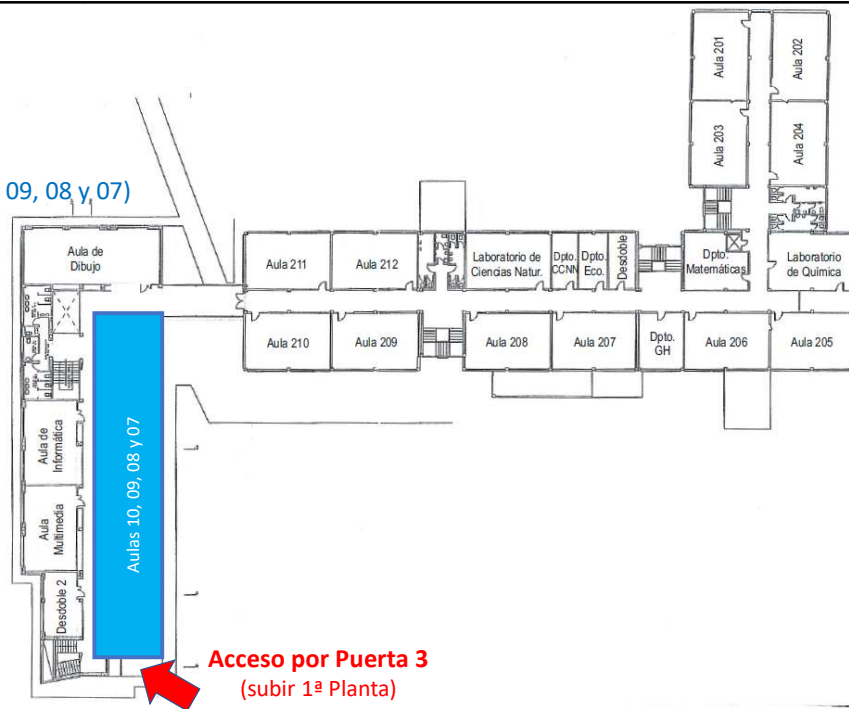 Aula 201
Aula 202
Aula 203
Aula 204
09, 08 y 07)
Aula de
Dibujo
Aula 211
Aula 212
Laboratorio de
Ciencias Natur.
Dpto.
CCNN
Dpto.
Eco.
Desdoble
Dpto.
Matemáticas
Laboratorio
de Química
Aula 210
Aula 209
Aula 208
Aula 207
Dpto.
GH
Aula 206
Aula 205
Aula de
Informática
Aula
Multimedia
Desdoble 2
Aulas 10, 09, 08 y 07
Acceso por Puerta 3
(subir 1ª Planta)